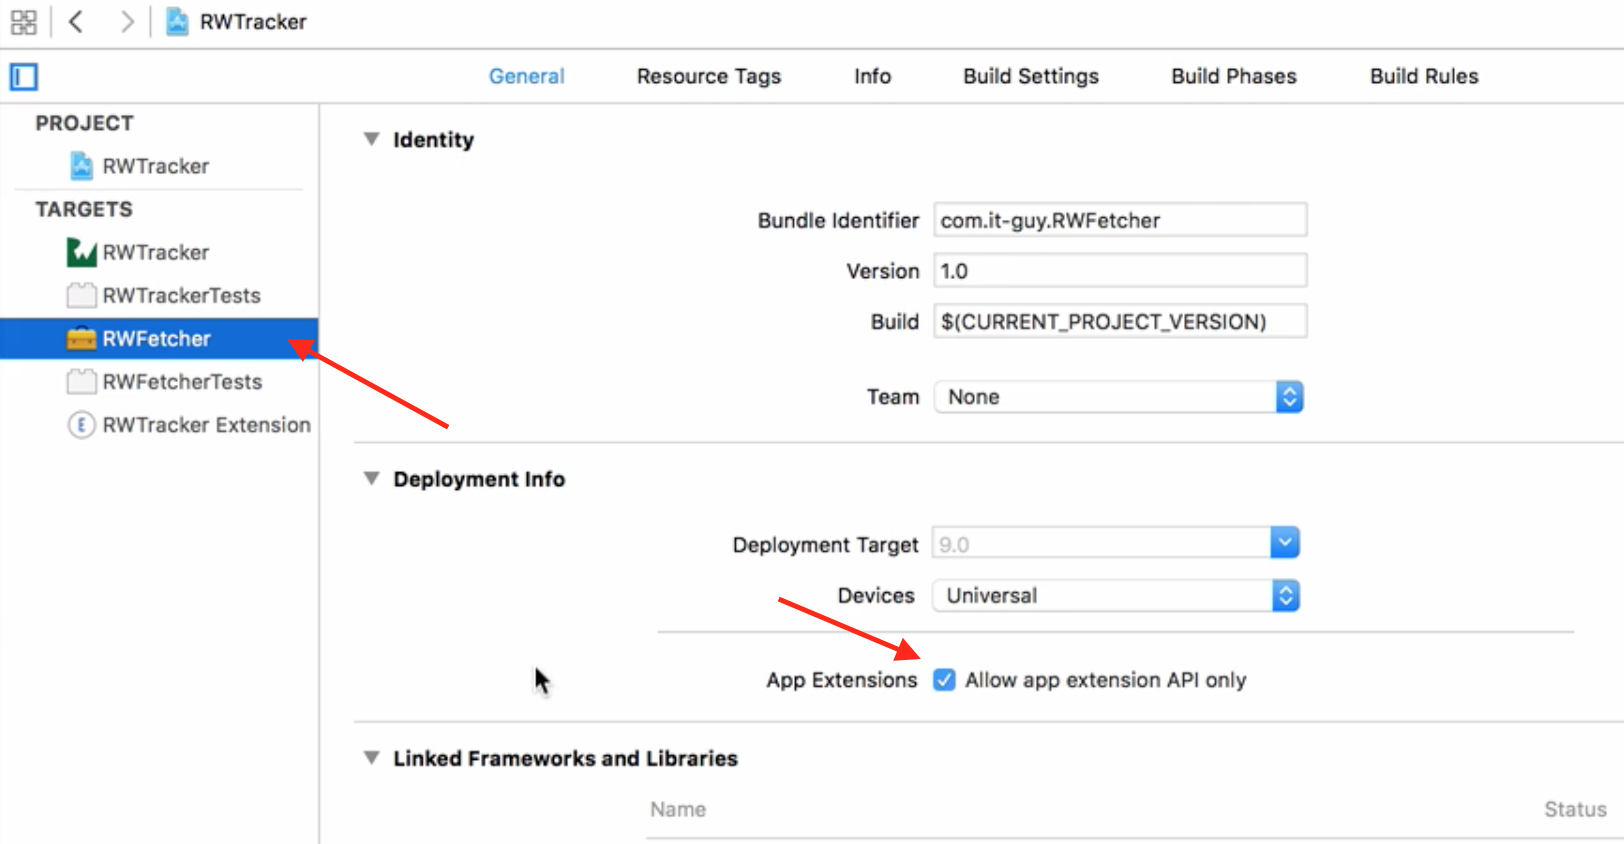 RWTracker
General Resource Tags Info Build Settings Build Phases Build Rules
PROJECT
RWTracker
TARGETS
RWTracker
RWTrackerTests
RWFetcher
RWFetcherTests
E RWTracker Extension
Identity
Bundle Identifier com.it-guy.RWFetcher
Version 1.0
Build $(CURRENT_PROJECT_VERSION)
Team None
Deployment Info
Deployment Target 9.0
Devices Universal
App Extensions Allow app extension API only
Linked Frameworks and Libraries
Name Status